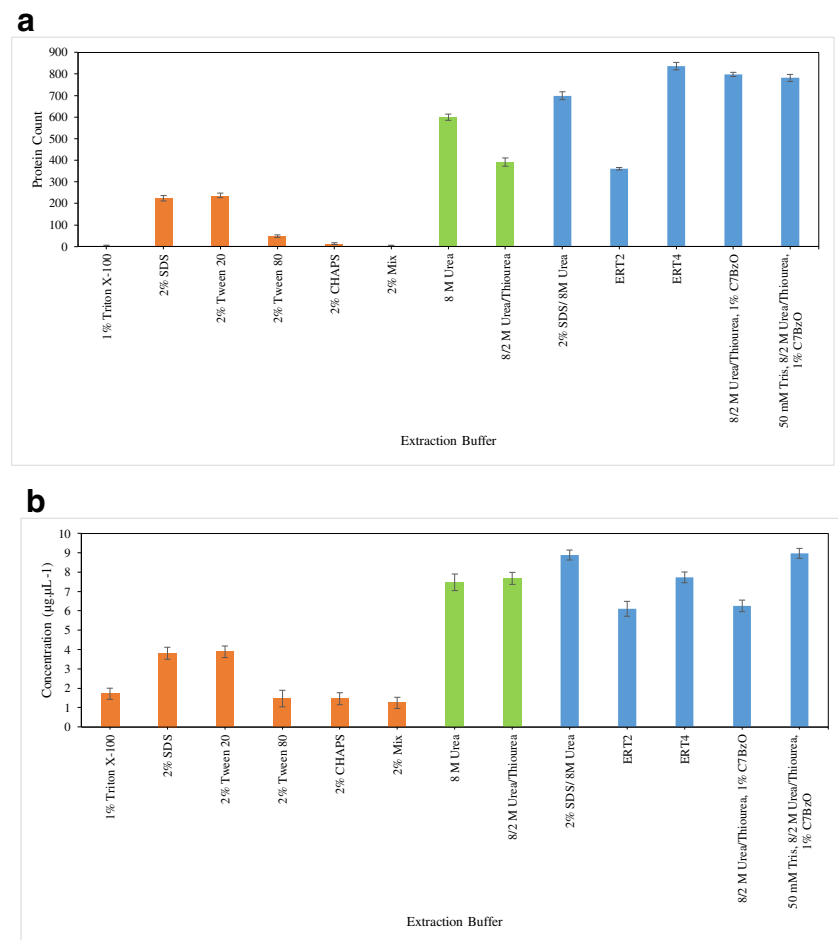 a
900
800
700
600
500
400
300
200
100
0
Protein Count
1% Triton X-100
2% SDS
2% Tween 20
2% Tween 80
2% CHAPS
2% Mix
8 M Urea
8/2 M Urea/Thiourea
2% SDS/ 8M Urea
ERT2
ERT4
8/2 M Urea/Thiourea, 1% C7BzO
50 mM Tris, 8/2 M Urea/Thiourea,
1% C7BzO
Extraction Buffer
b
10
9
8
7
6
5
4
3
2
1
0
Concentration (µg.µL-1)
1% Triton X-100
2% SDS
2% Tween 20
2% Tween 80
2% CHAPS
2% Mix
8 M Urea
8/2 M Urea/Thiourea
2% SDS/ 8M Urea
ERT2
ERT4
8/2 M Urea/Thiourea, 1% C7BzO
50 mM Tris, 8/2 M Urea/Thiourea,
1% C7BzO
Extraction Buffer